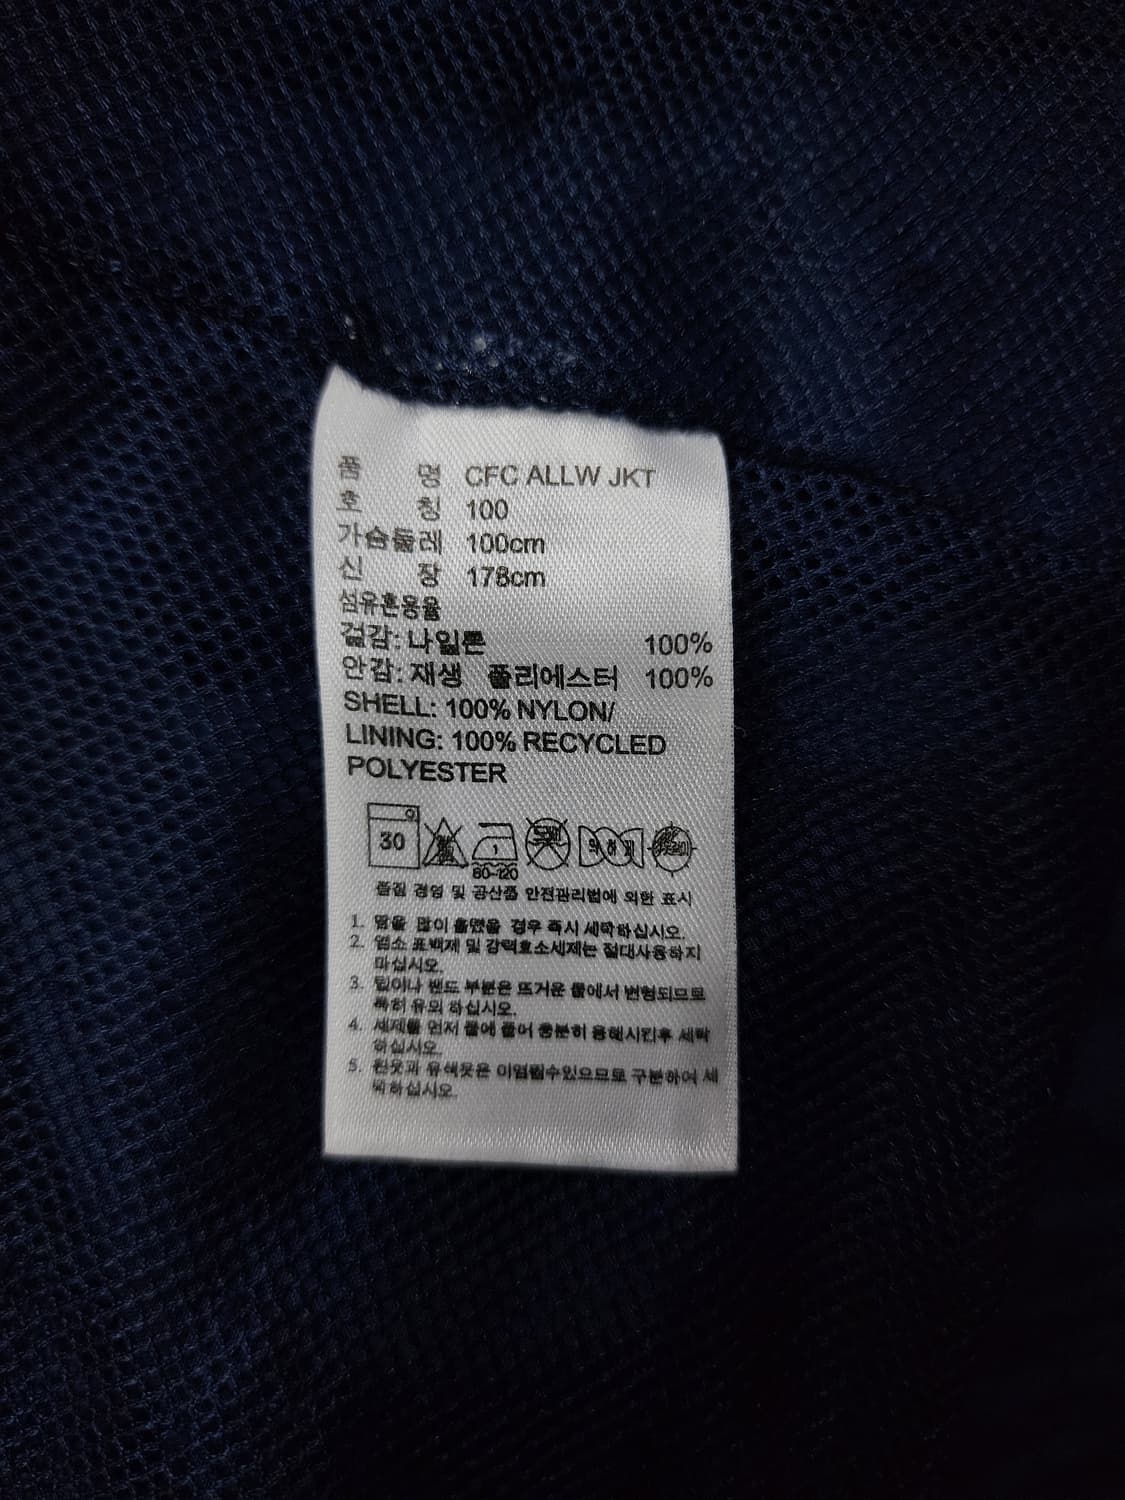 품 명 CFC ALLW JKT
호 칭 100
가슴둘레 100cm
신 장 178cm
섬유혼용율
겉감: 나일론 100%
안감: 재생 폴리에스터 100%
SHELL: 100% NYLON/
LINING: 100% RECYCLED
POLYESTER
30
1
80-120
품질 경영 및 공산품 안전관리법에 의한 표시
1. 땀을 많이 흘렸을 경우 즉시 세탁하십시오.
2. 염소 표백제 및 강력효소세제는 절대사용하지
마십시오.
3. 팁이나 밴드 부분은 뜨거운 물에서 변형되므로
특히 유의 하십시오.
4. 세제를 먼저 물에 풀어 충분히 용해시킨후 세탁
하십시오.
5. 흰옷과 유색옷은 이염될수있으므로 구분하여 세
탁하십시오.